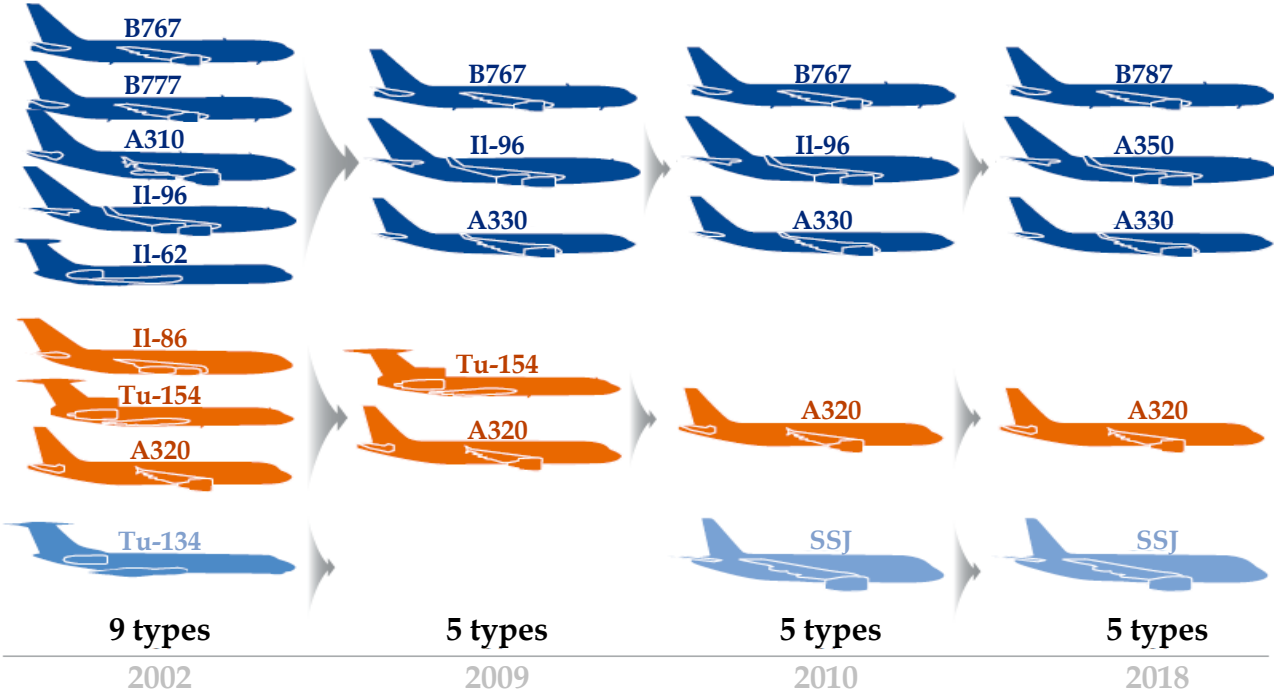 B767
B777
A310
Il-96
Il-62
Il-86
Tu-154
A320
Tu-134
9 types
2002
B767
Il-96
A330
Tu-154
A320
5 types
2009
B767
Il-96
A330
A320
SSJ
5 types
2010
B787
A350
A330
A320
SSJ
5 types
2018